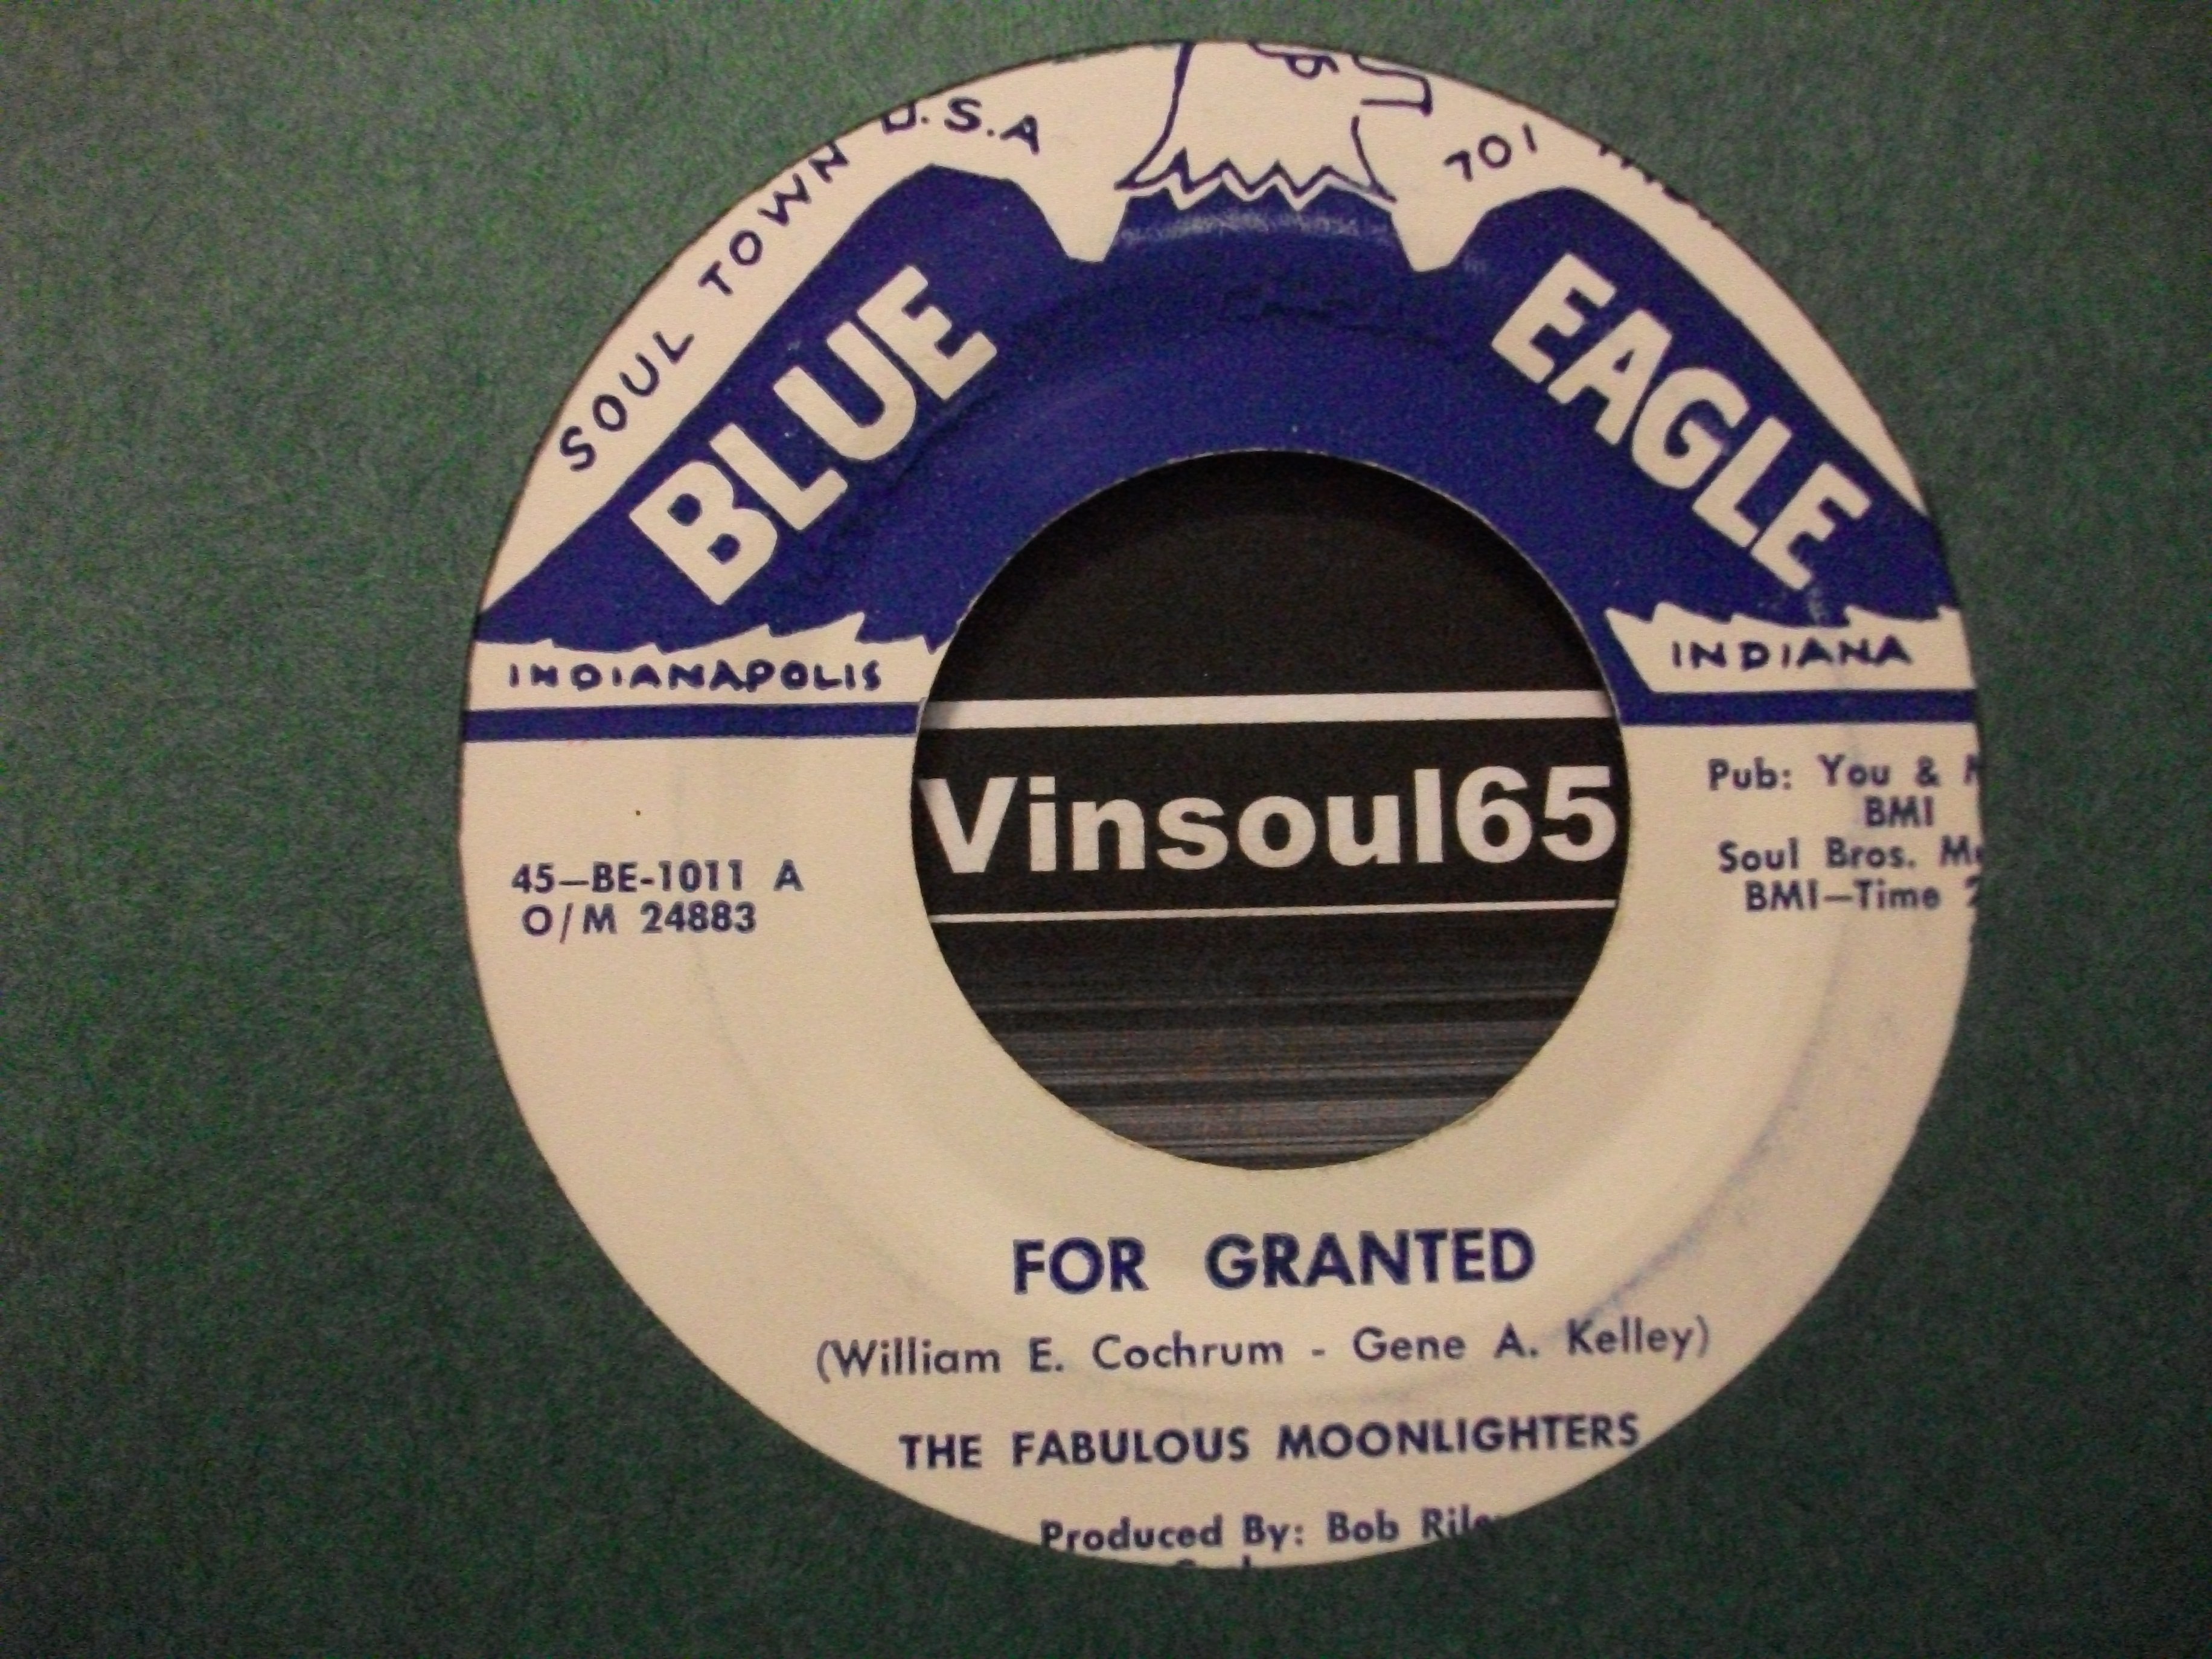 SOUL TOWN U.S.A
701
BLUE EAGLE
INDIANAPOLIS INDIANA
Vinsoul65
45—BE-1011 A
O/M 24883
Pub: You &
BMI
Soul Bros.
BMI—Time
FOR GRANTED
(William E. Cochrum - Gene A. Kelley)
THE FABULOUS MOONLIGHTERS
Produced By: Bob